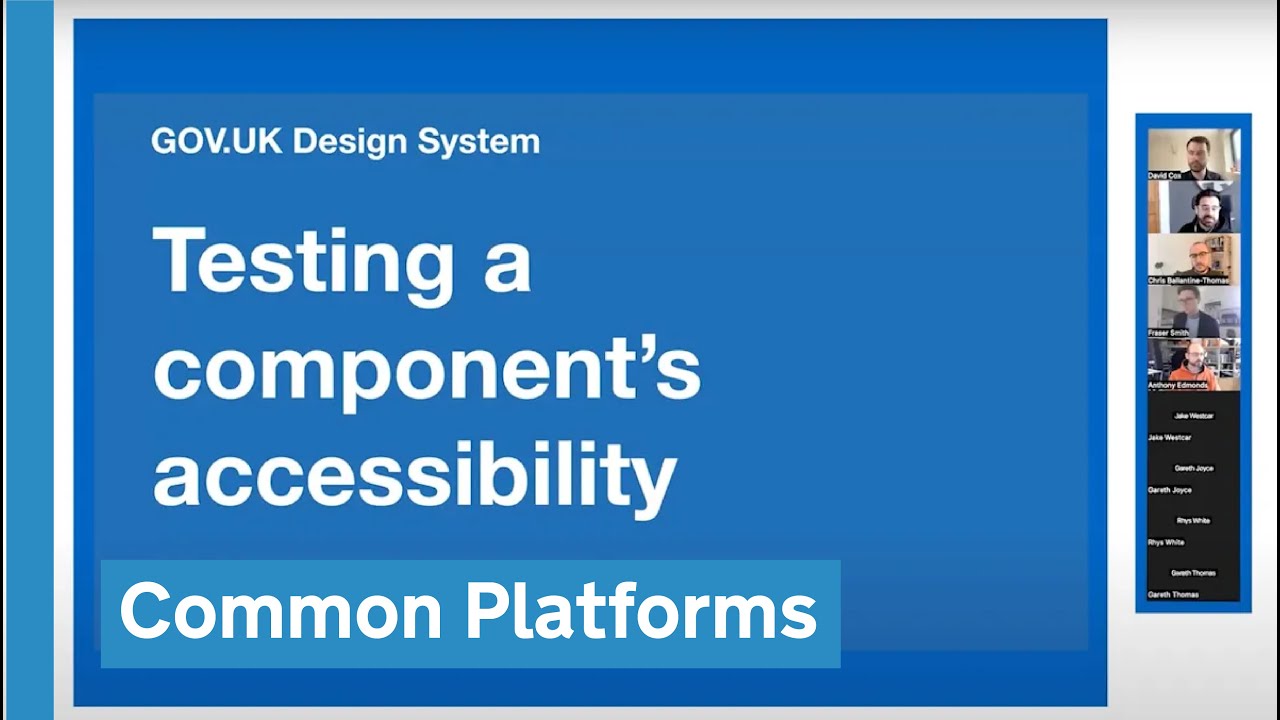 GOV.UK Design System
Testing a
component's
accessibility
Common Platforms
David Cox
Chris Ballantine-Thomas
Fraser Smith
Anthony Edmonds
Jake Westcar
Jake Westcar
Gareth Joyce
Gareth Joyce
Rhys White
Rhys White
Gareth Thomas
Gareth Thomas